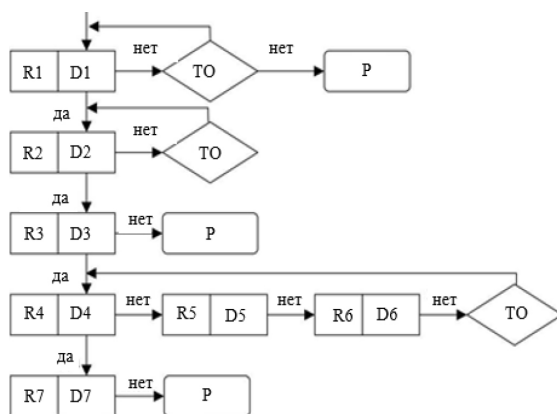 нет нет
R1 D1 ТО Р
да нет
R2 D2 ТО
да
нет
R3 D3 Р
да
нет нет нет
R4 D4 R5 D5 R6 D6 ТО
да
нет
R7 D7 Р